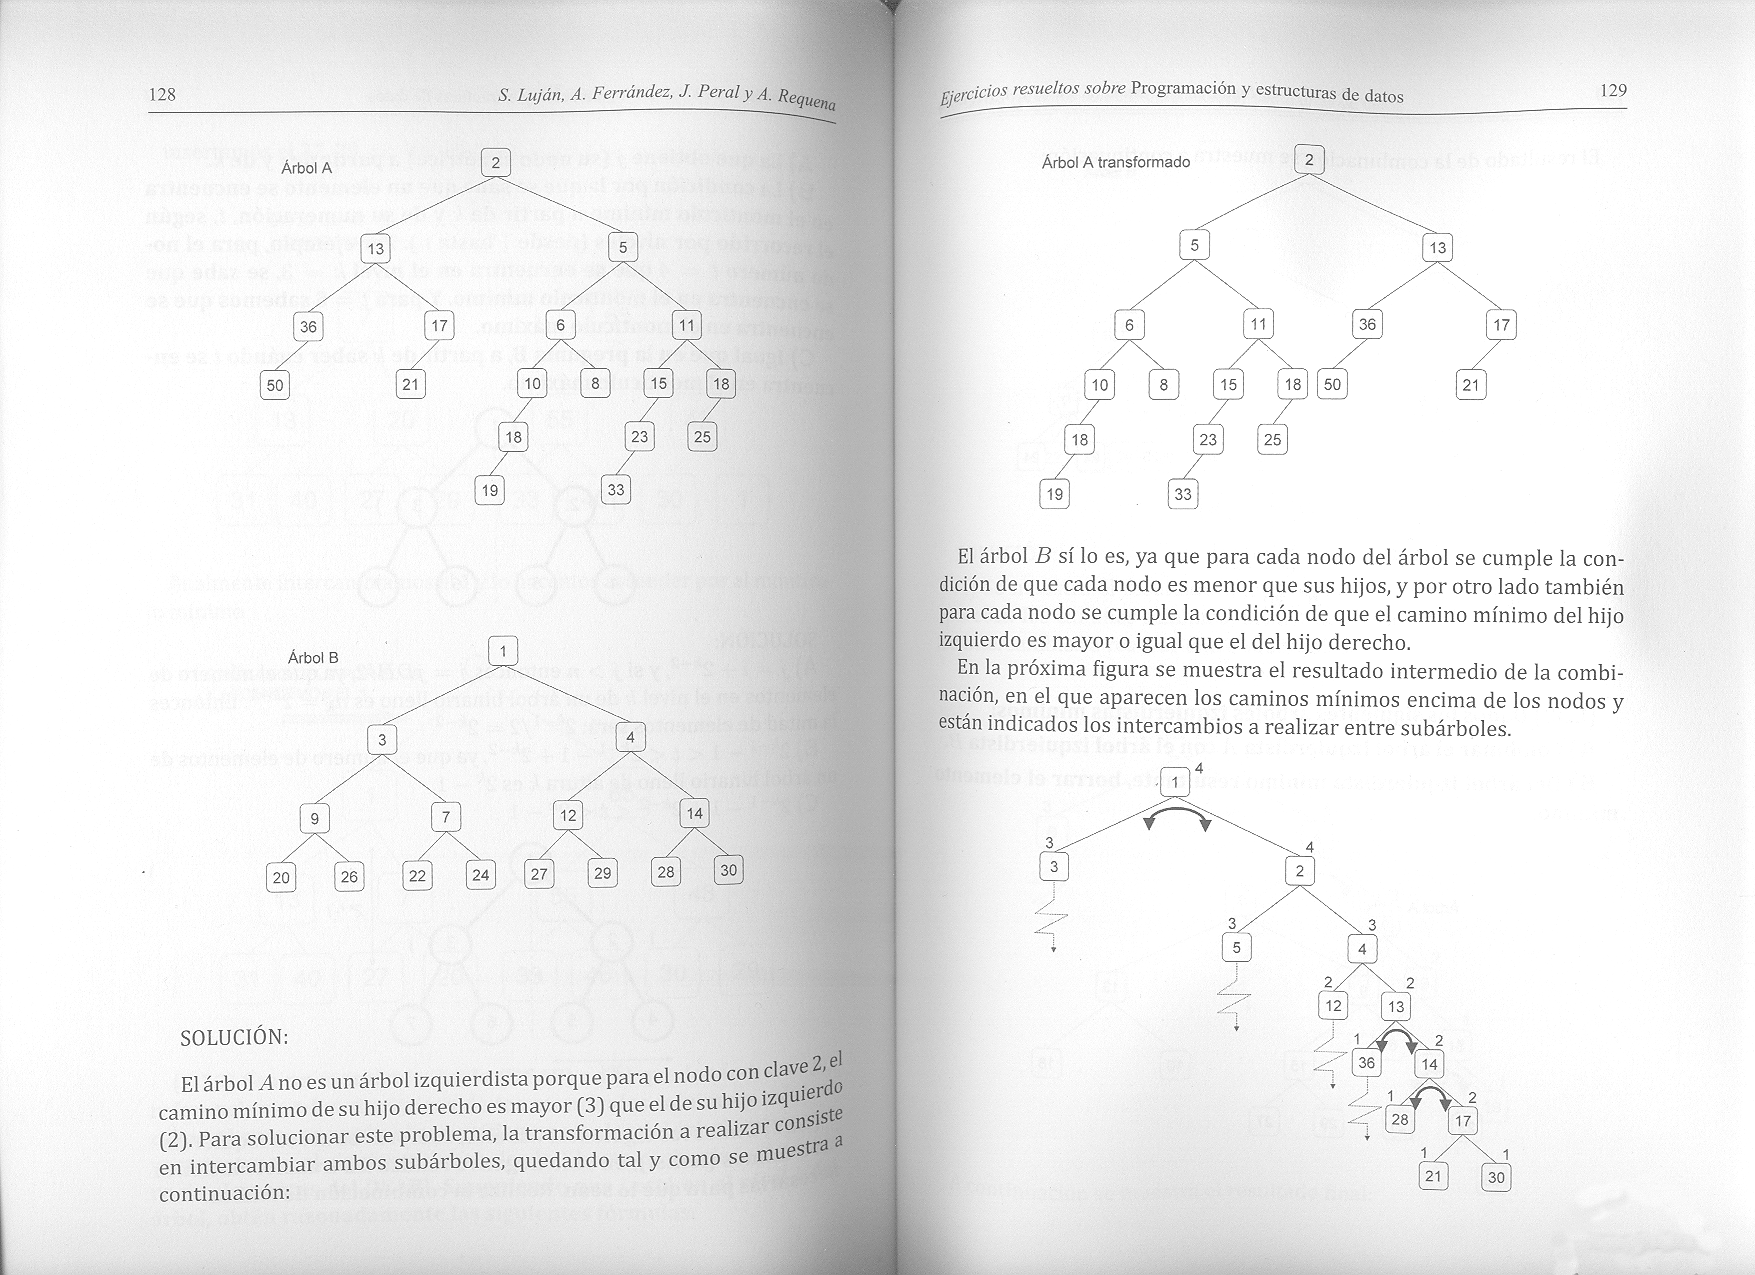 128
S. Luján, A. Ferrández, J. Peral y A. Requena
Árbol A
2
13 5
36 17 6 11
50 21 10 8 15 18
18 23 25
19 33
Árbol B
1
3 4
9 7 12 14
20 26 22 24 27 29 28 30
SOLUCIÓN:
El árbol A no es un árbol izquierdista porque para el nodo con clave 2, el
camino mínimo de su hijo derecho es mayor (3) que el de su hijo izquierdo
(2). Para solucionar este problema, la transformación a realizar consiste
en intercambiar ambos subárboles, quedando tal y como se muestra a
continuación:
Ejercicios resueltos sobre Programación y estructuras de datos
129
Árbol A transformado
2
5 13
6 11 36 17
10 8 15 18 50 21
18 23 25
19 33
El árbol B sí lo es, ya que para cada nodo del árbol se cumple la con-
dición de que cada nodo es menor que sus hijos, y por otro lado también
para cada nodo se cumple la condición de que el camino mínimo del hijo
izquierdo es mayor o igual que el del hijo derecho.
En la próxima figura se muestra el resultado intermedio de la combi-
nación, en el que aparecen los caminos mínimos encima de los nodos y
están indicados los intercambios a realizar entre subárboles.
4
1
3 4
3 2
3 3
5 4
2 2
12 13
1 2
36 14
1 2
28 17
1 1
21 30